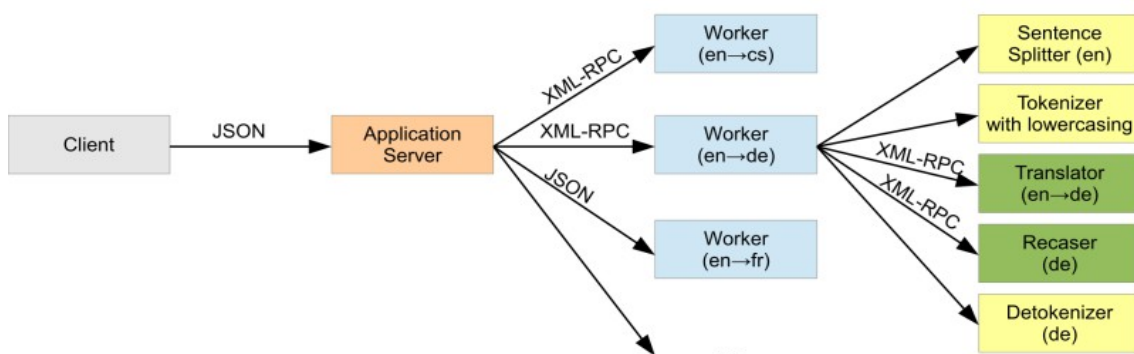 Client
JSON
Application
Server
XML-RPC
XML-RPC
JSON
Worker
(en→cs)
Worker
(en→de)
Worker
(en→fr)
XML-RPC
XML-RPC
Sentence
Splitter (en)
Tokenizer
with lowercasing
Translator
(en→de)
Recaser
(de)
Detokenizer
(de)